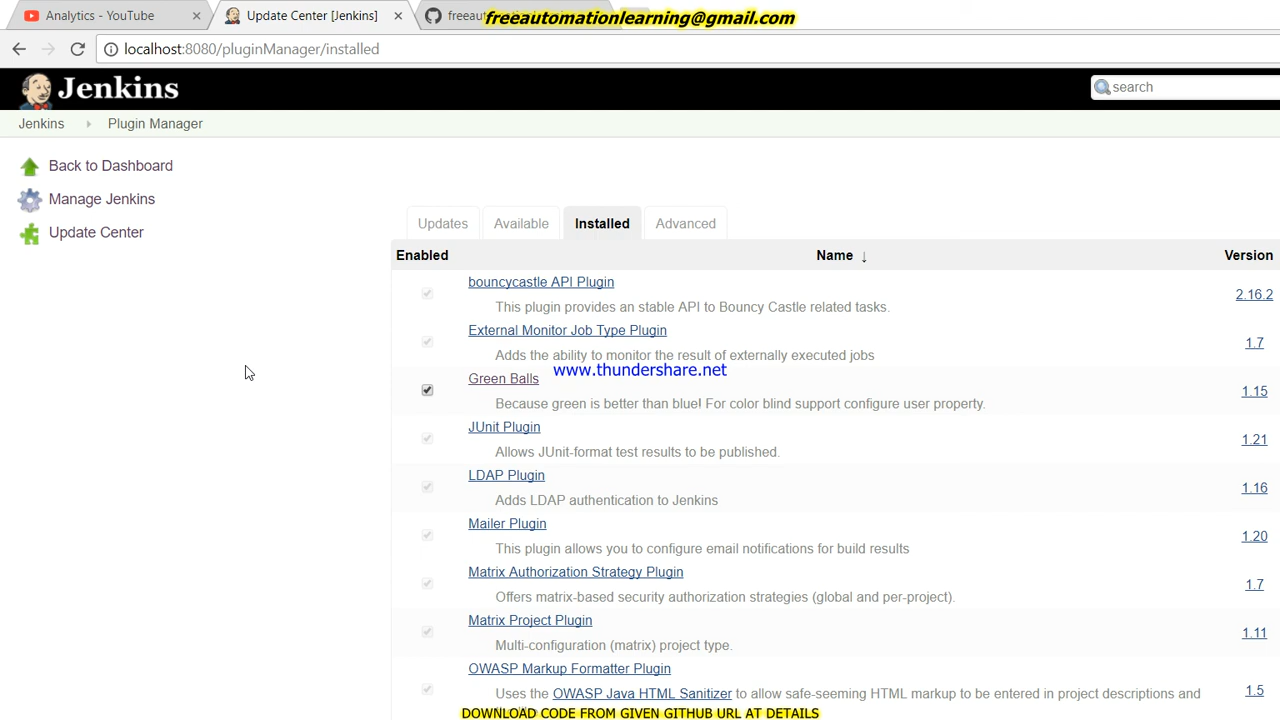 Analytics - YouTube
Update Center [Jenkins]
freeau
freeautomationlearning@gmail.com
localhost:8080/pluginManager/installed
Jenkins
search
Jenkins
Plugin Manager
Back to Dashboard
Manage Jenkins
Update Center
Updates
Available
Installed
Advanced
Enabled
Name ↓
Version
bouncycastle API Plugin
This plugin provides an stable API to Bouncy Castle related tasks.
2.16.2
External Monitor Job Type Plugin
Adds the ability to monitor the result of externally executed jobs
1.7
www.thundershare.net
Green Balls
Because green is better than blue! For color blind support configure user property.
1.15
JUnit Plugin
Allows JUnit-format test results to be published.
1.21
LDAP Plugin
Adds LDAP authentication to Jenkins
1.16
Mailer Plugin
This plugin allows you to configure email notifications for build results
1.20
Matrix Authorization Strategy Plugin
Offers matrix-based security authorization strategies (global and per-project).
1.7
Matrix Project Plugin
Multi-configuration (matrix) project type.
1.11
OWASP Markup Formatter Plugin
Uses the OWASP Java HTML Sanitizer to allow safe-seeming HTML markup to be entered in project descriptions and
1.5
DOWNLOAD CODE FROM GIVEN GITHUB URL AT DETAILS